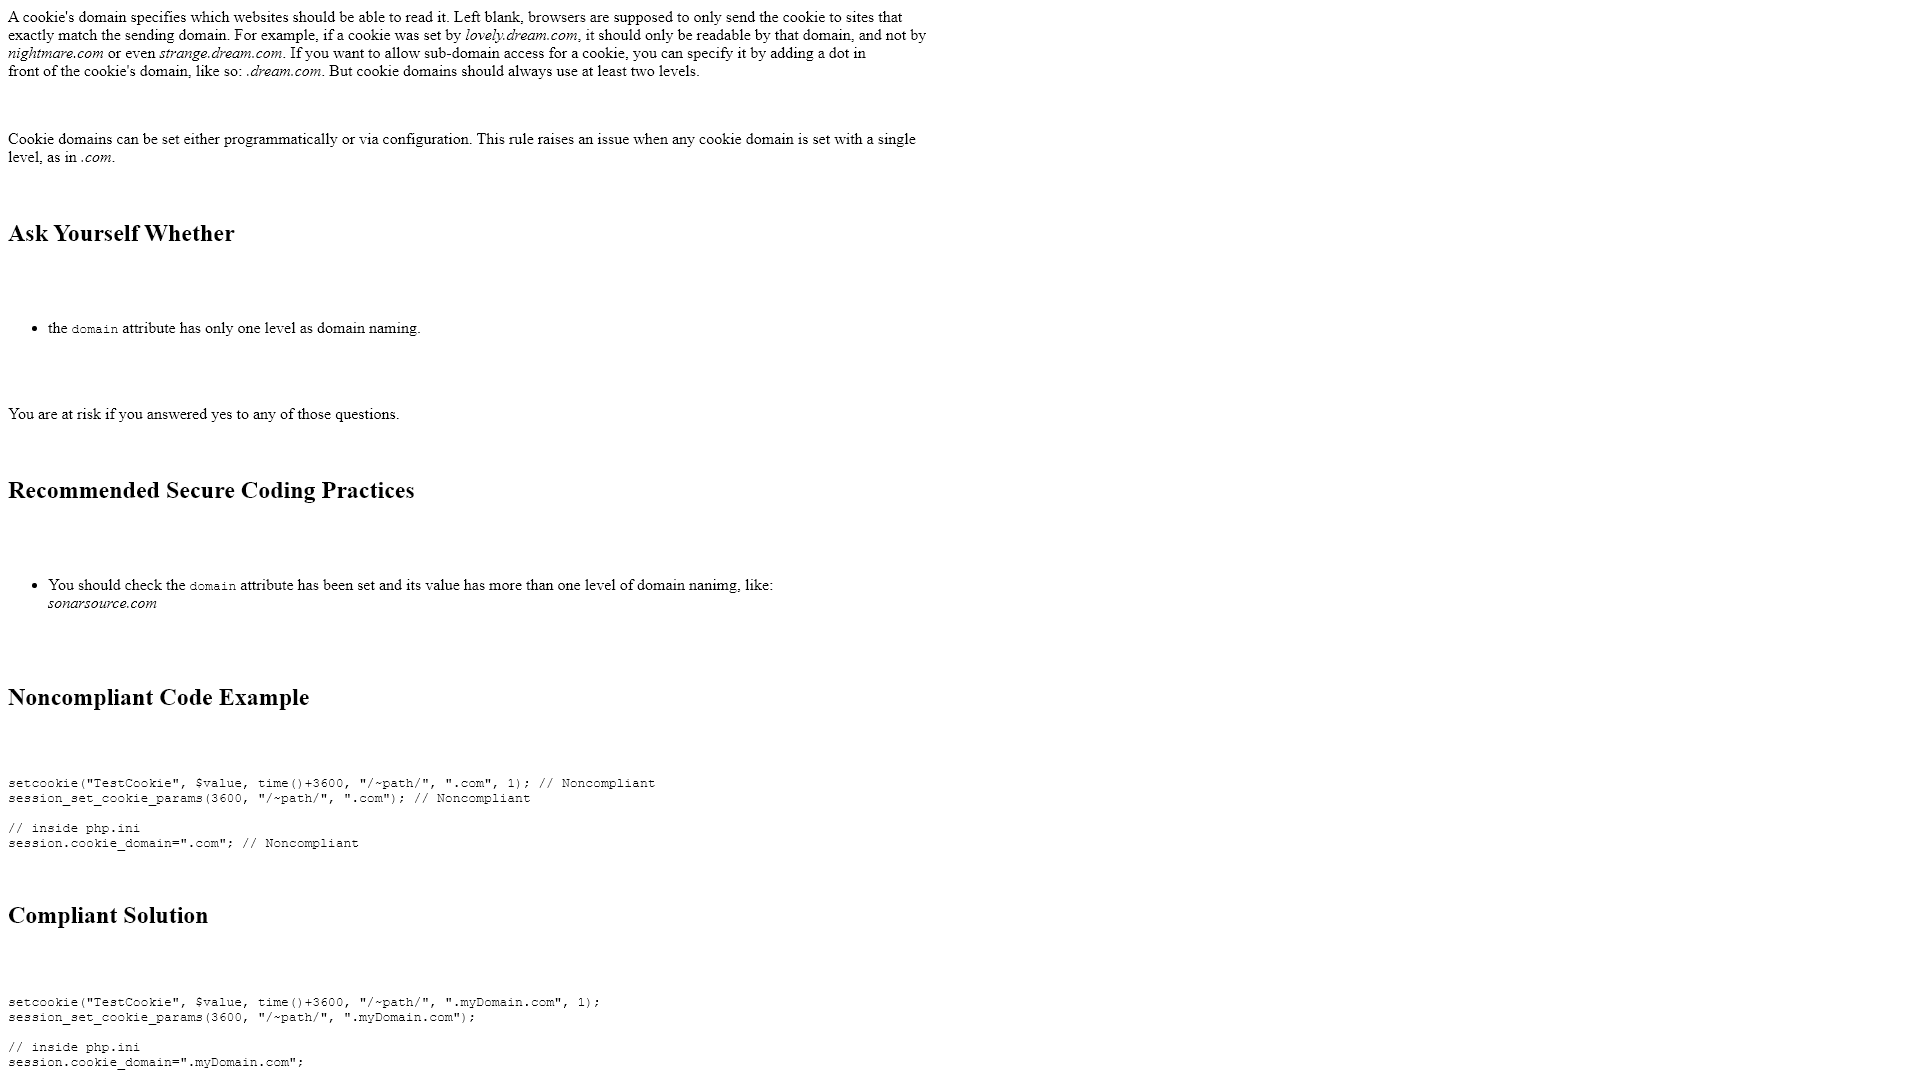 A cookie's domain specifies which websites should be able to read it. Left blank, browsers are supposed to only send the cookie to sites that
exactly match the sending domain. For example, if a cookie was set by lovely.dream.com, it should only be readable by that domain, and not by
nightmare.com or even strange.dream.com. If you want to allow sub-domain access for a cookie, you can specify it by adding a dot in
front of the cookie's domain, like so: .dream.com. But cookie domains should always use at least two levels.
Cookie domains can be set either programmatically or via configuration. This rule raises an issue when any cookie domain is set with a single
level, as in .com.
Ask Yourself Whether
• the domain attribute has only one level as domain naming.
You are at risk if you answered yes to any of those questions.
Recommended Secure Coding Practices
• You should check the domain attribute has been set and its value has more than one level of domain nanimg, like:
sonarsource.com
Noncompliant Code Example
setcookie("TestCookie", $value, time()+3600, "/~path/", ".com", 1); // Noncompliant
session_set_cookie_params(3600, "/~path/", ".com"); // Noncompliant
// inside php.ini
session.cookie_domain=".com"; // Noncompliant
Compliant Solution
setcookie("TestCookie", $value, time()+3600, "/~path/", ".myDomain.com", 1);
session_set_cookie_params(3600, "/~path/", ".myDomain.com");
// inside php.ini
session.cookie_domain=".myDomain.com";